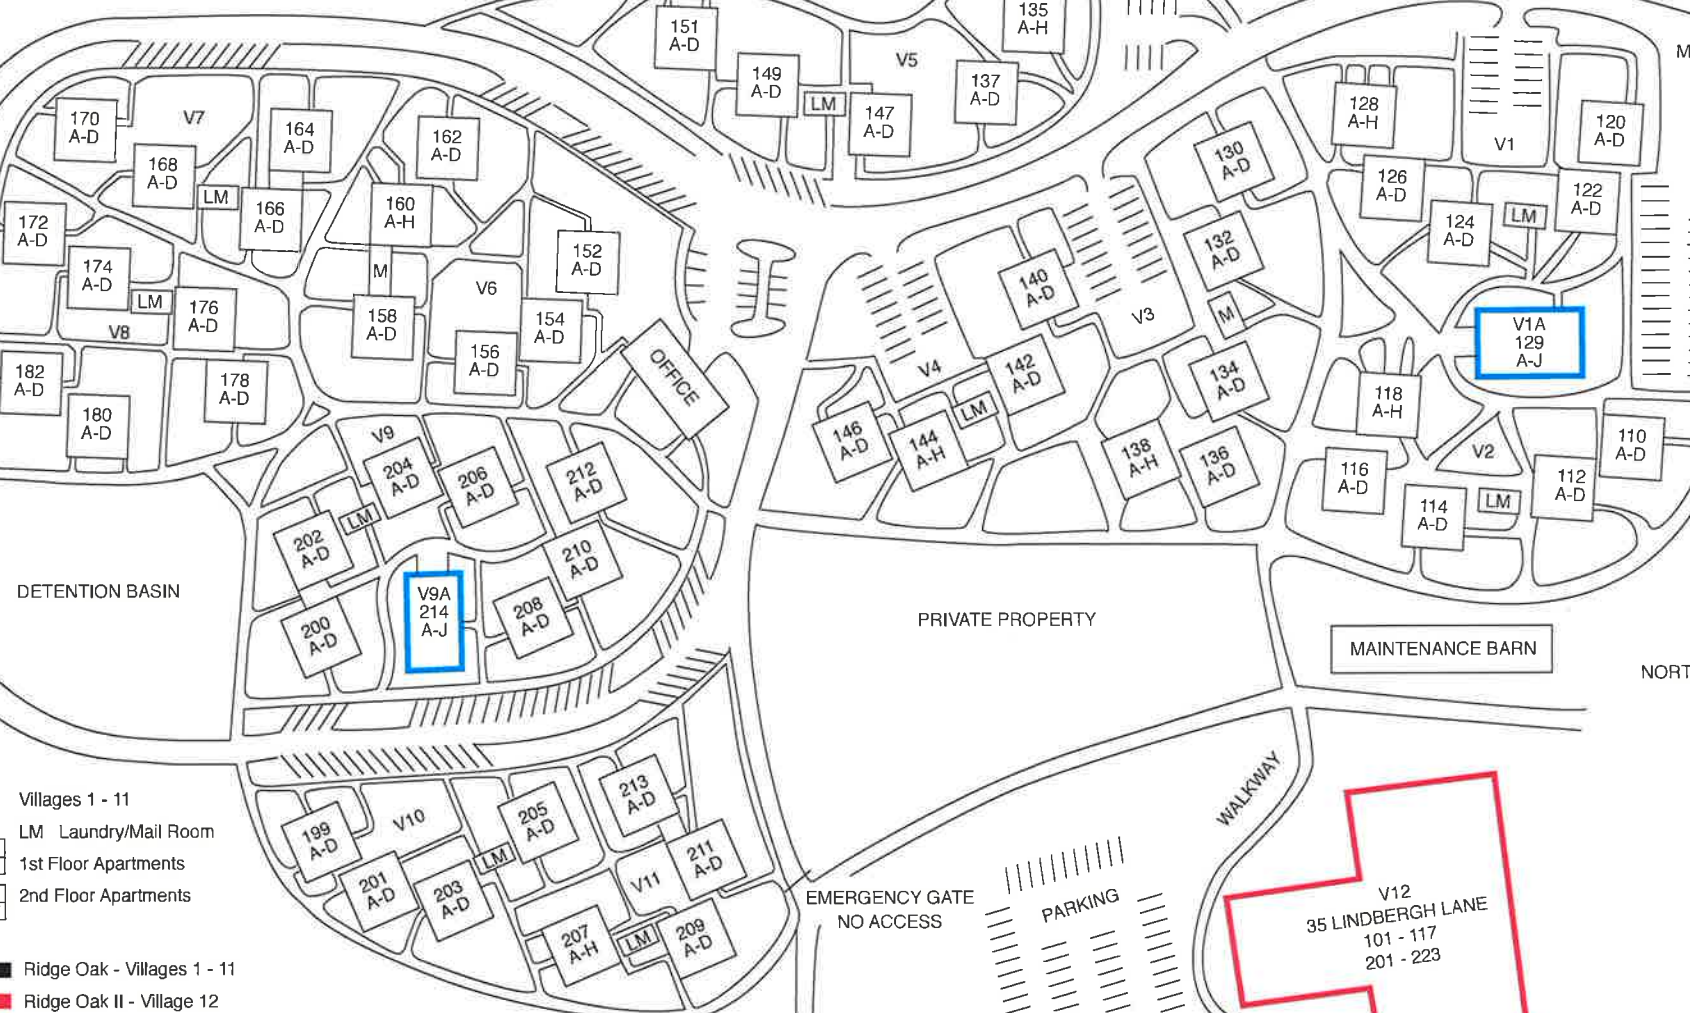 151
A-D
135
A-H
149
A-D
V5
137
A-D
LM
147
A-D
M
128
A-H
V1
120
A-D
130
A-D
126
A-D
122
A-D
LM
124
A-D
132
A-D
170
A-D
V7
164
A-D
162
A-D
168
A-D
LM
166
A-D
160
A-H
172
A-D
174
A-D
LM
176
A-D
V8
M
V6
152
A-D
158
A-D
154
A-D
156
A-D
182
A-D
180
A-D
178
A-D
OFFICE
140
A-D
V3
M
V4
142
A-D
134
A-D
LM
146
A-D
144
A-H
138
A-H
136
A-D
V1A
129
A-J
118
A-H
V2
110
A-D
116
A-D
112
A-D
LM
114
A-D
V9
204
A-D
206
A-D
212
A-D
LM
202
A-D
210
A-D
V9A
214
A-J
208
A-D
200
A-D
DETENTION BASIN
PRIVATE PROPERTY
MAINTENANCE BARN
NORT
213
A-D
205
A-D
V10
199
A-D
LM
211
A-D
201
A-D
203
A-D
V11
207
A-H
LM
209
A-D
WALKWAY
EMERGENCY GATE
NO ACCESS
PARKING
V12
35 LINDBERGH LANE
101 - 117
201 - 223
Villages 1 - 11
LM Laundry/Mail Room
1st Floor Apartments
2nd Floor Apartments
Ridge Oak - Villages 1 - 11
Ridge Oak II - Village 12